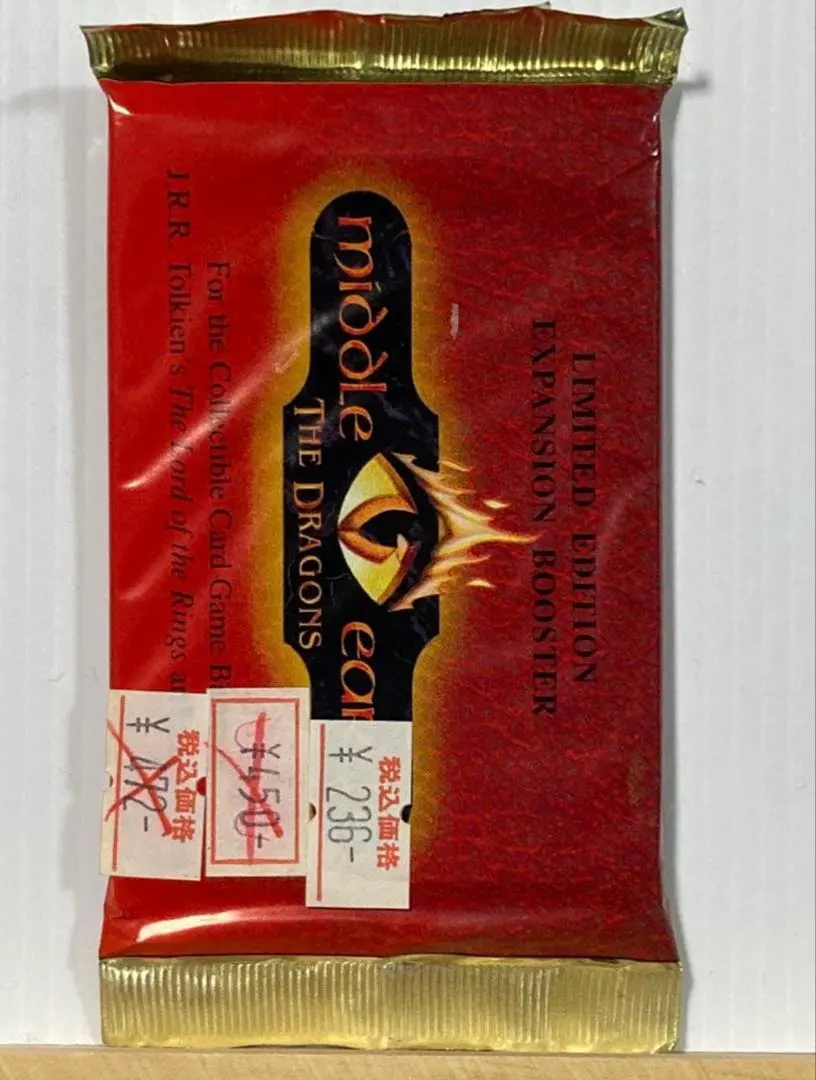 LIMITED EDITION
EXPANSION BOOSTER
middle ear
THE DRAGONS
For the Collectible Card Game B
J.R.R. Tolkien's The Lord of the Rings a
税込価格
¥ 236-
¥450-
税込価格
¥ 472-